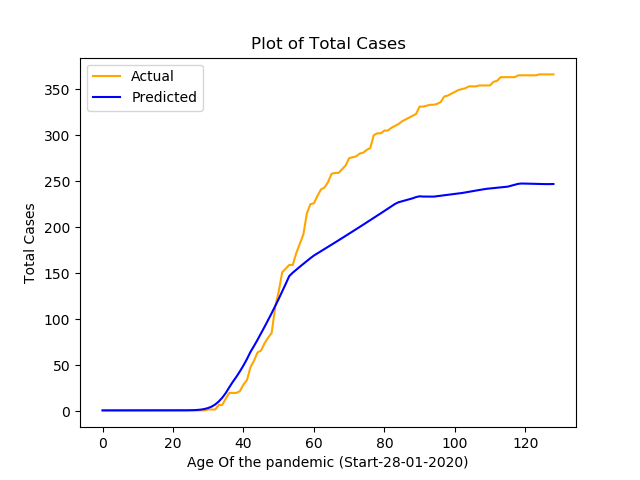 Plot of Total Cases
Actual
Predicted
350
300
250
200
150
100
50
0
Total Cases
0 20 40 60 80 100 120
Age Of the pandemic (Start-28-01-2020)